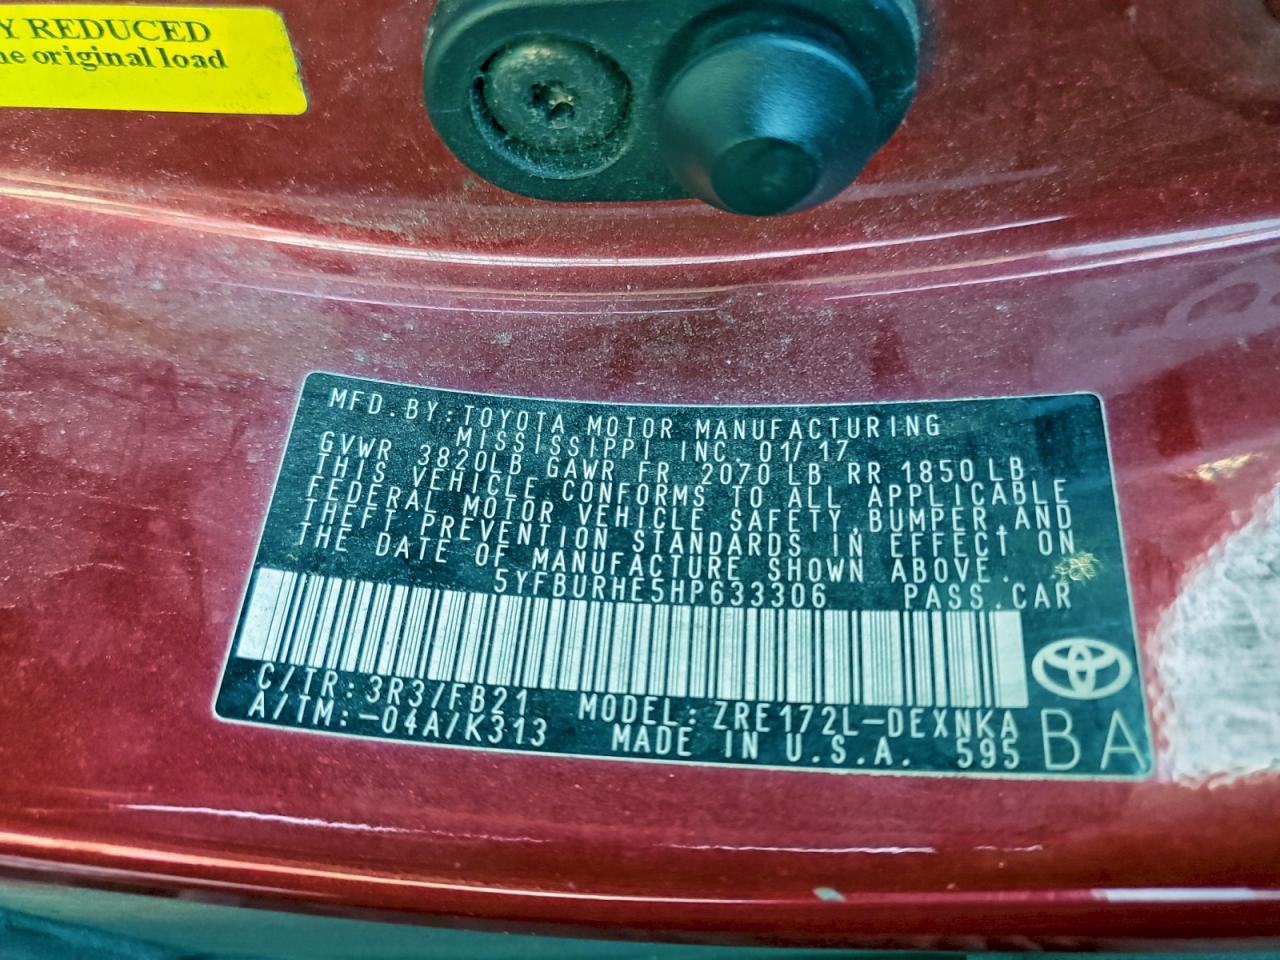 Y REDUCED
he original load
MFD.BY:TOYOTA MOTOR MANUFACTURING
MISSISSIPPI INC. 01/17
GVWR 3820LB GAWR FR 2070 LB RR 1850 LB
THIS VEHICLE CONFORMS TO ALL APPLICABLE
FEDERAL MOTOR VEHICLE SAFETY,BUMPER,AND
THEFT PREVENTION STANDARDS IN EFFECT ON
THE DATE OF MANUFACTURE SHOWN ABOVE.
5YFBURHE5HP633306 PASS.CAR
C/TR:3R3/FB21 MODEL:ZRE172L-DEXNKA
A/TM:-04A/K313 MADE IN U.S.A. 595 BA